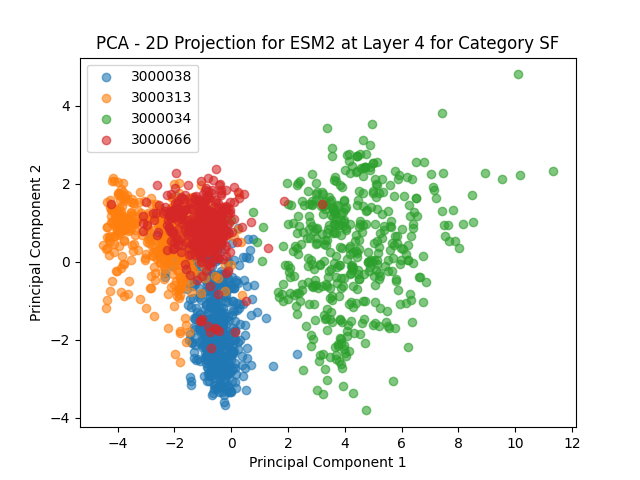 PCA - 2D Projection for ESM2 at Layer 4 for Category SF
3000038
3000313
3000034
3000066
4
2
0
−2
−4
Principal Component 2
−4 −2 0 2 4 6 8 10 12
Principal Component 1